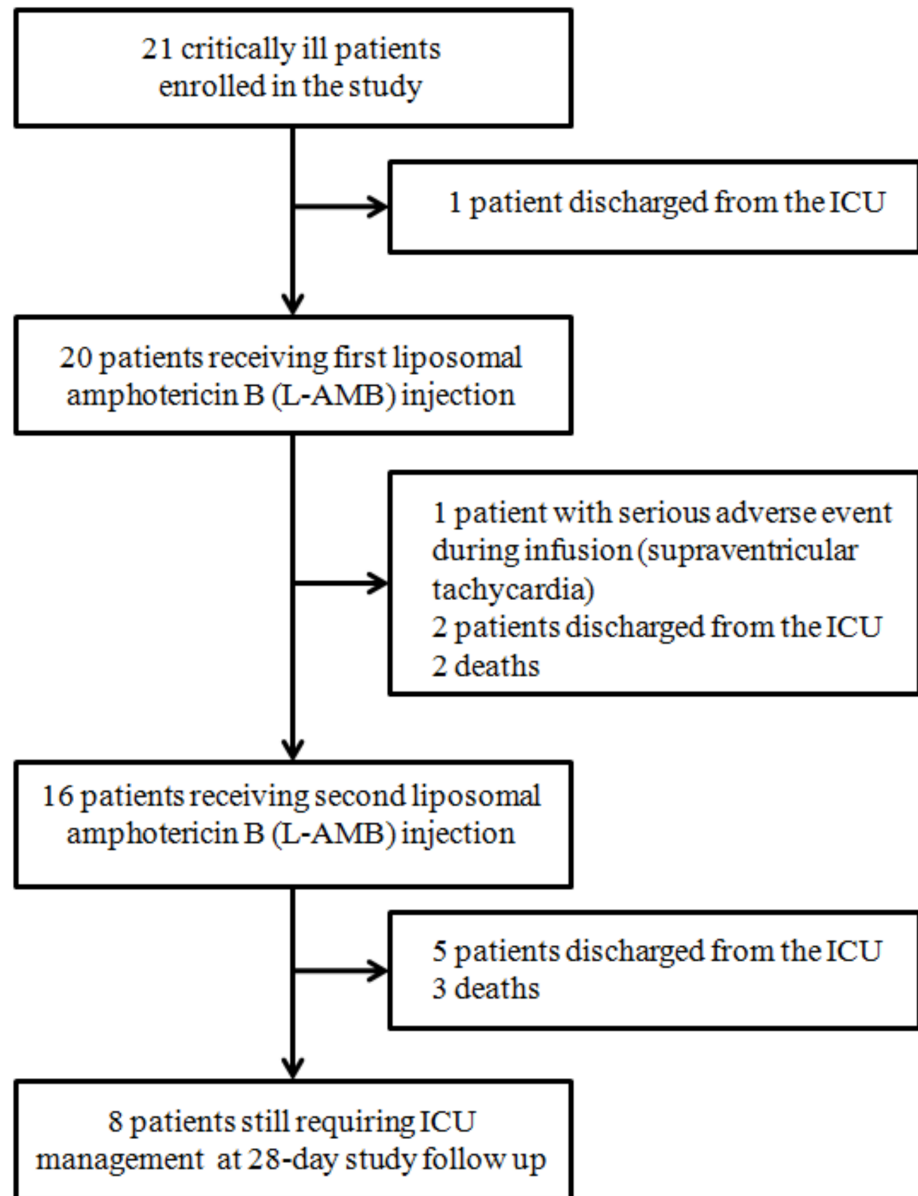 21 critically ill patients
enrolled in the study
1 patient discharged from the ICU
20 patients receiving first liposomal
amphotericin B (L-AMB) injection
1 patient with serious adverse event
during infusion (supraventricular
tachycardia)
2 patients discharged from the ICU
2 deaths
16 patients receiving second liposomal
amphotericin B (L-AMB) injection
5 patients discharged from the ICU
3 deaths
8 patients still requiring ICU
management at 28-day study follow up